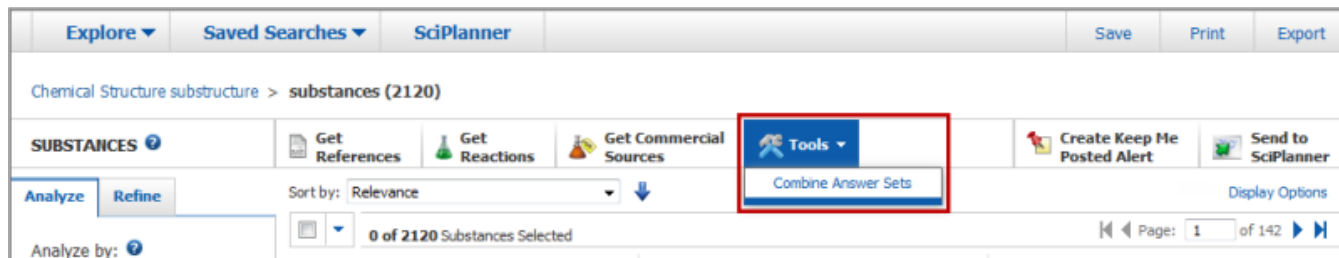 Explore Saved Searches SciPlanner Save Print Export
Chemical Structure substructure > substances (2120)
SUBSTANCES Get References Get Reactions Get Commercial Sources Tools Create Keep Me Posted Alert Send to SciPlanner
Combine Answer Sets
Analyze Refine Sort by: Relevance Display Options
0 of 2120 Substances Selected Page: 1 of 142
Analyze by: